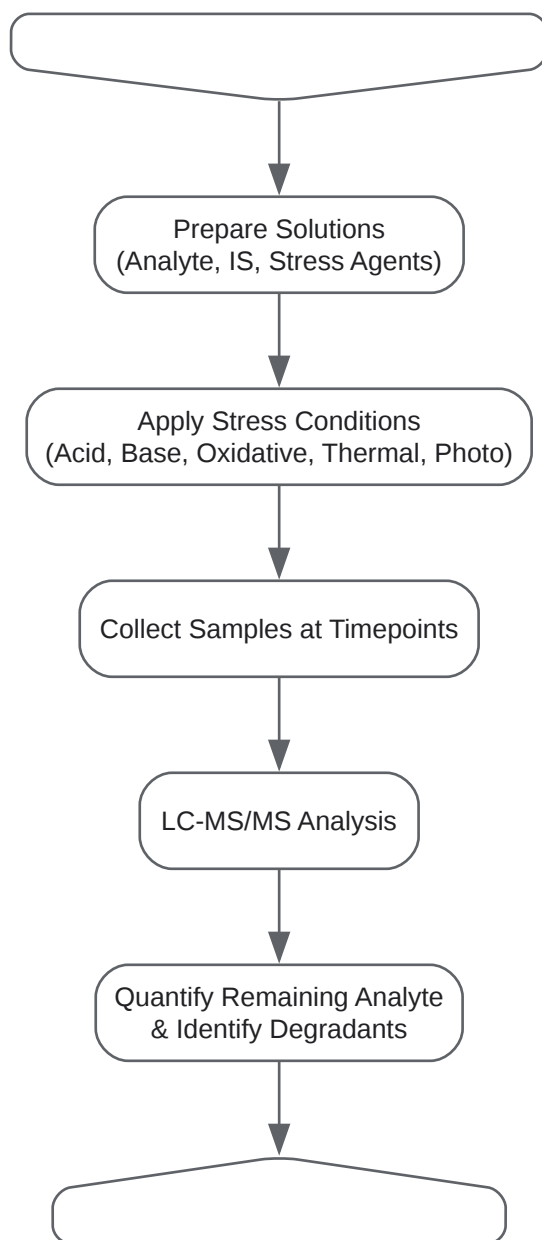 Prepare Solutions
(Analyte, IS, Stress Agents)
Apply Stress Conditions
(Acid, Base, Oxidative, Thermal, Photo)
Collect Samples at Timepoints
LC-MS/MS Analysis
Quantify Remaining Analyte
& Identify Degradants